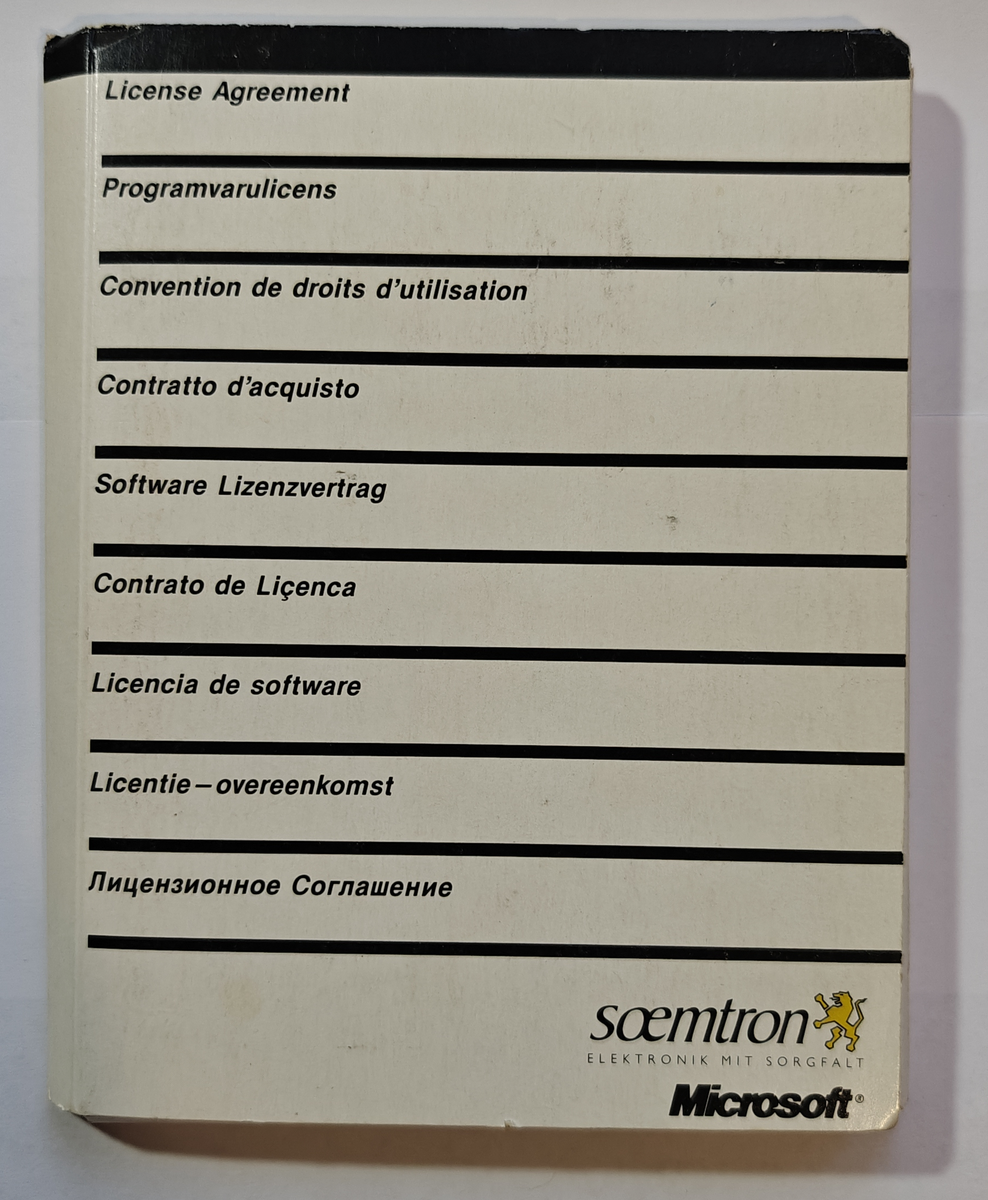 License Agreement
Programvarulicens
Convention de droits d'utilisation
Contratto d'acquisto
Software Lizenzvertrag
Contrato de Liçenca
Licencia de software
Licentie – overeenkomst
Лицензионное Соглашение
sœmtron
ELEKTRONIK MIT SORGFALT
Microsoft®